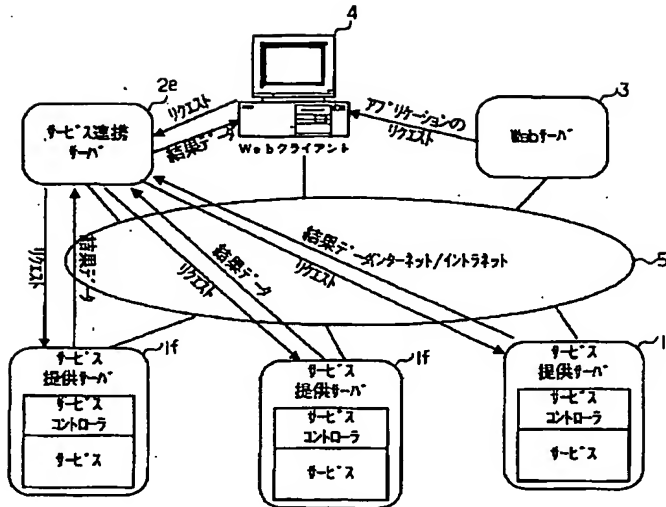 4
2e
3
リクエスト
アプリケーションの
リクエスト
サービス連携
サーバ
結果データ
Webクライアント
Webサーバ
リクエスト
結果データ
リクエスト
結果データ
結果データ
リクエスト
インターネット/イントラネット
5
1f
サービス
提供サーバ
サービス
コントローラ
サービス
1f
サービス
提供サーバ
サービス
コントローラ
サービス
1
サービス
提供サーバ
サービス
コントローラ
サービス